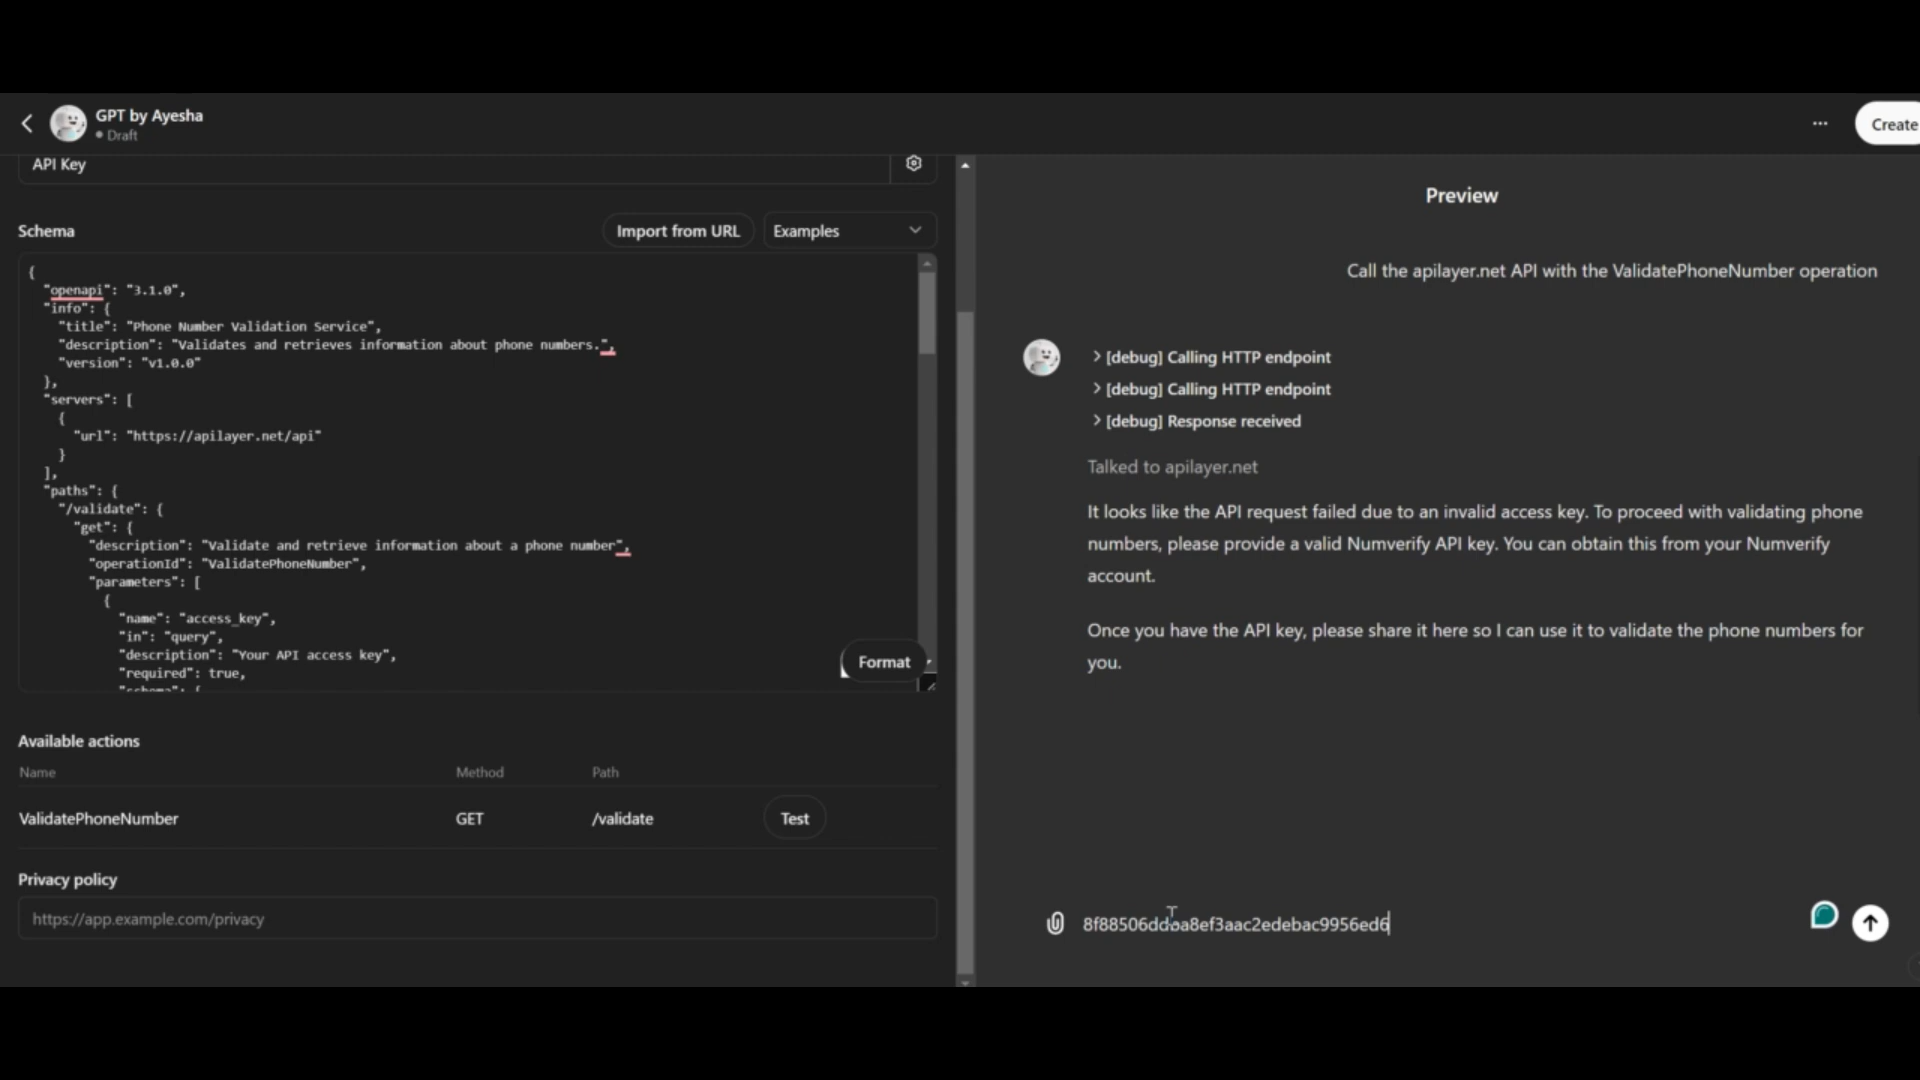 GPT by Ayesha
Draft
Create
API Key
Schema
Import from URL
Examples
{
"openapi": "3.1.0",
"info": {
"title": "Phone Number Validation Service",
"description": "Validates and retrieves information about phone numbers.",
"version": "v1.0.0"
},
"servers": [
{
"url": "https://apilayer.net/api"
}
],
"paths": {
"/validate": {
"get": {
"description": "Validate and retrieve information about a phone number",
"operationId": "ValidatePhoneNumber",
"parameters": [
{
"name": "access_key",
"in": "query",
"description": "Your API access key",
"required": true,
"schema": {
Format
Available actions
Name Method Path
ValidatePhoneNumber GET /validate Test
Privacy policy
https://app.example.com/privacy
Preview
Call the apilayer.net API with the ValidatePhoneNumber operation
[debug] Calling HTTP endpoint
[debug] Calling HTTP endpoint
[debug] Response received
Talked to apilayer.net
It looks like the API request failed due to an invalid access key. To proceed with validating phone
numbers, please provide a valid Numverify API key. You can obtain this from your Numverify
account.
Once you have the API key, please share it here so I can use it to validate the phone numbers for
you.